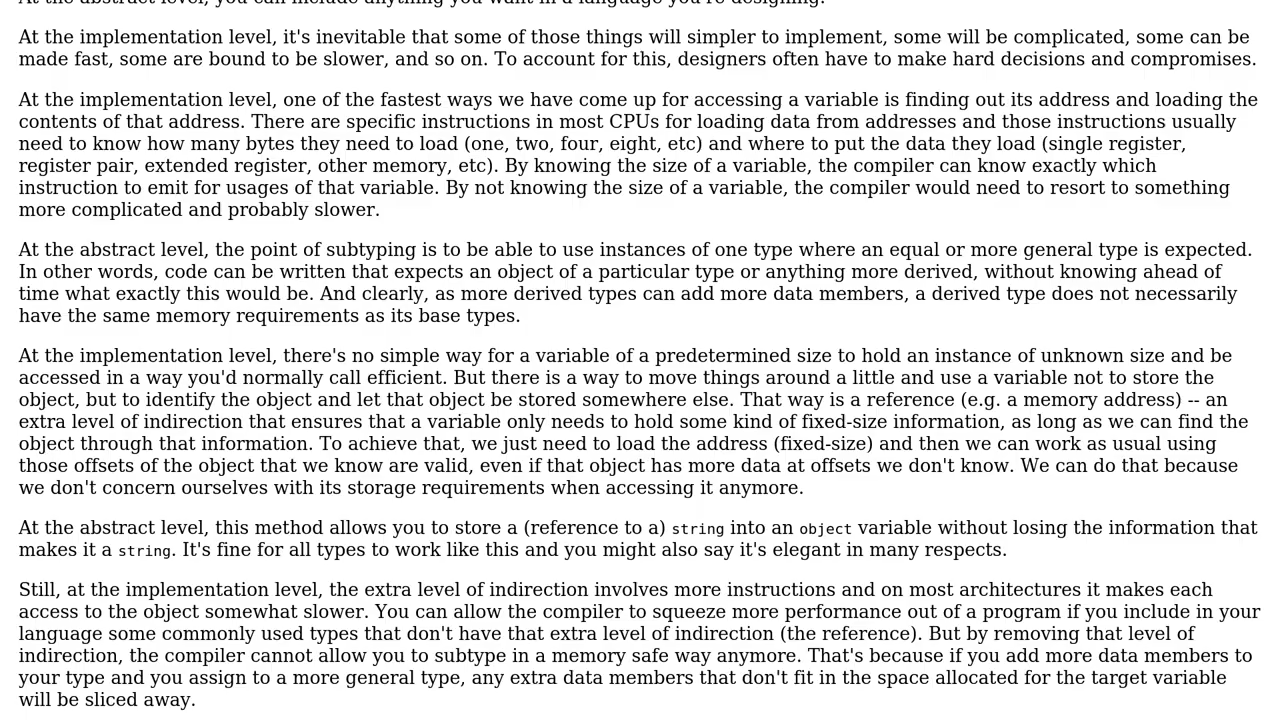 At the abstract level, you can include anything you want in a language you're designing.
At the implementation level, it's inevitable that some of those things will simpler to implement, some will be complicated, some can be
made fast, some are bound to be slower, and so on. To account for this, designers often have to make hard decisions and compromises.
At the implementation level, one of the fastest ways we have come up for accessing a variable is finding out its address and loading the
contents of that address. There are specific instructions in most CPUs for loading data from addresses and those instructions usually
need to know how many bytes they need to load (one, two, four, eight, etc) and where to put the data they load (single register,
register pair, extended register, other memory, etc). By knowing the size of a variable, the compiler can know exactly which
instruction to emit for usages of that variable. By not knowing the size of a variable, the compiler would need to resort to something
more complicated and probably slower.
At the abstract level, the point of subtyping is to be able to use instances of one type where an equal or more general type is expected.
In other words, code can be written that expects an object of a particular type or anything more derived, without knowing ahead of
time what exactly this would be. And clearly, as more derived types can add more data members, a derived type does not necessarily
have the same memory requirements as its base types.
At the implementation level, there's no simple way for a variable of a predetermined size to hold an instance of unknown size and be
accessed in a way you'd normally call efficient. But there is a way to move things around a little and use a variable not to store the
object, but to identify the object and let that object be stored somewhere else. That way is a reference (e.g. a memory address) -- an
extra level of indirection that ensures that a variable only needs to hold some kind of fixed-size information, as long as we can find the
object through that information. To achieve that, we just need to load the address (fixed-size) and then we can work as usual using
those offsets of the object that we know are valid, even if that object has more data at offsets we don't know. We can do that because
we don't concern ourselves with its storage requirements when accessing it anymore.
At the abstract level, this method allows you to store a (reference to a) string into an object variable without losing the information that
makes it a string. It's fine for all types to work like this and you might also say it's elegant in many respects.
Still, at the implementation level, the extra level of indirection involves more instructions and on most architectures it makes each
access to the object somewhat slower. You can allow the compiler to squeeze more performance out of a program if you include in your
language some commonly used types that don't have that extra level of indirection (the reference). But by removing that level of
indirection, the compiler cannot allow you to subtype in a memory safe way anymore. That's because if you add more data members to
your type and you assign to a more general type, any extra data members that don't fit in the space allocated for the target variable
will be sliced away.